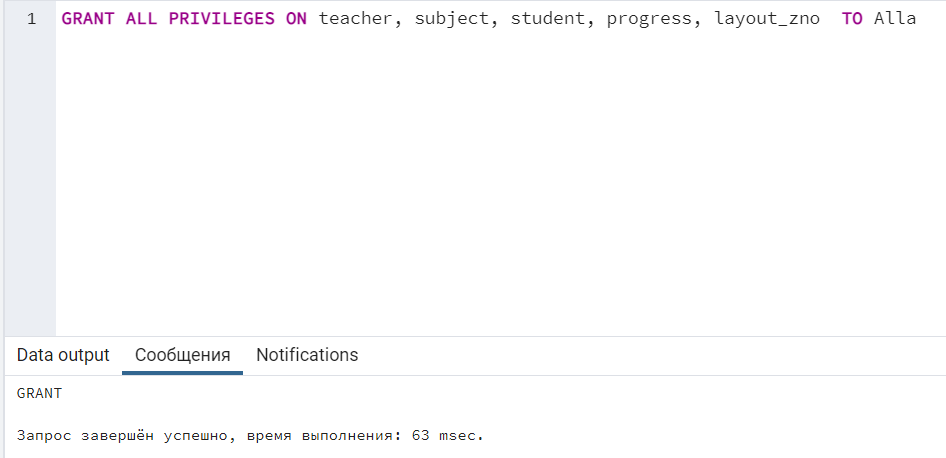 1 GRANT ALL PRIVILEGES ON teacher, subject, student, progress, layout_zno  TO Alla
Data output Сообщения Notifications
GRANT
Запрос завершён успешно, время выполнения: 63 msec.